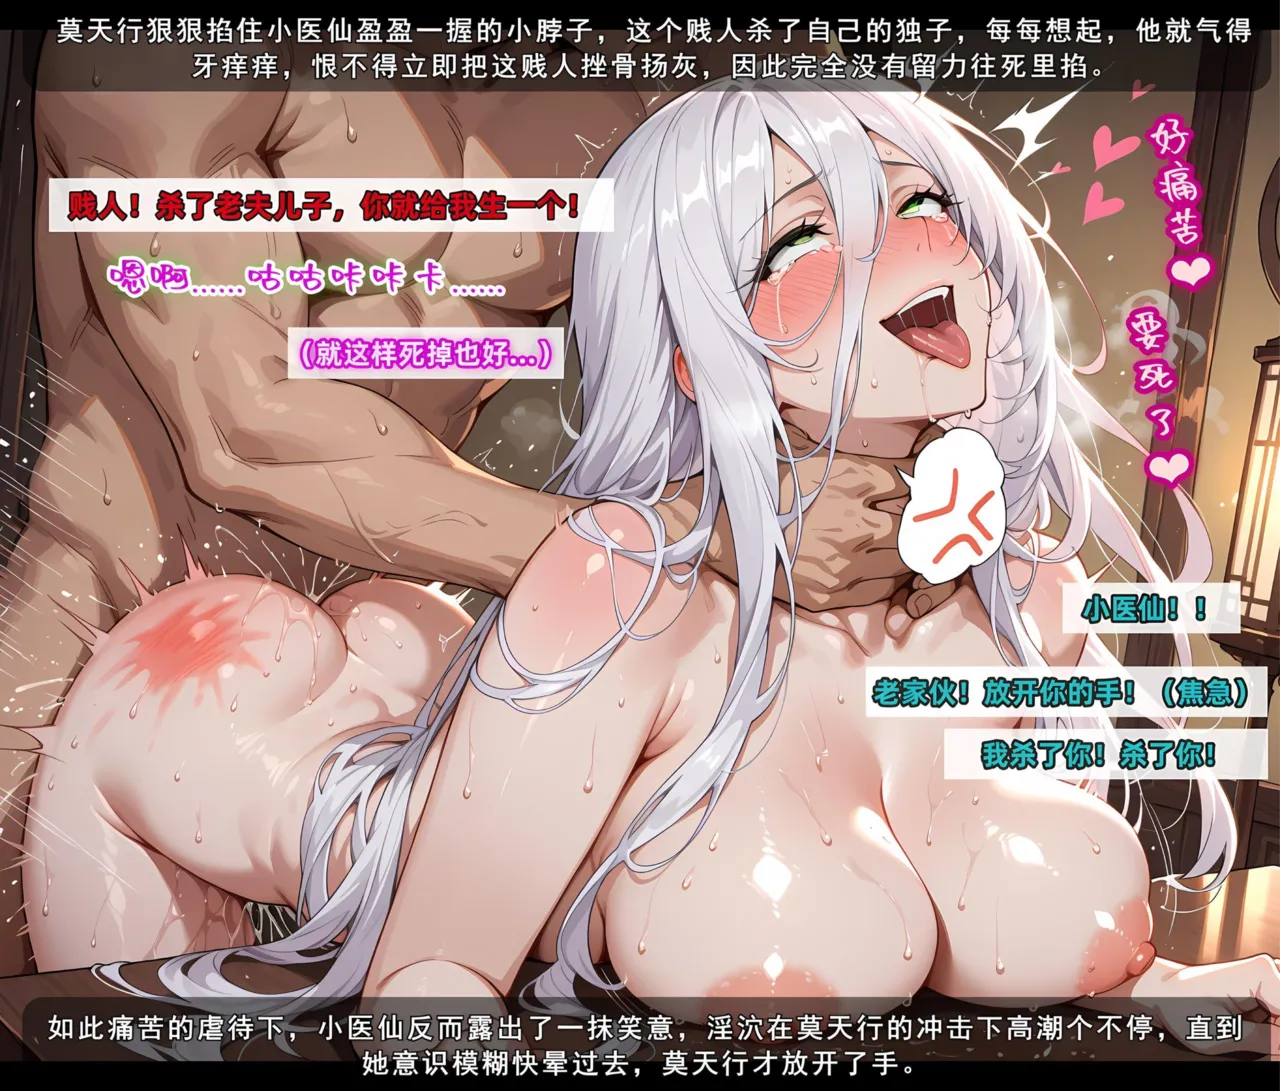 莫天行狠狠掐住小医仙盈盈一握的小脖子，这个贱人杀了自己的独子，每每想起，他就气得
牙痒痒，恨不得立即把这贱人挫骨扬灰，因此完全没有留力往死里掐。
好痛苦
要死了
贱人！杀了老夫儿子，你就给我生一个！
嗯啊……咕咕咔咔卡……
（就这样死掉也好…）
小医仙！！
老家伙！放开你的手！（焦急）
我杀了你！杀了你！
如此痛苦的虐待下，小医仙反而露出了一抹笑意，淫泬在莫天行的冲击下高潮个不停，直到
她意识模糊快晕过去，莫天行才放开了手。